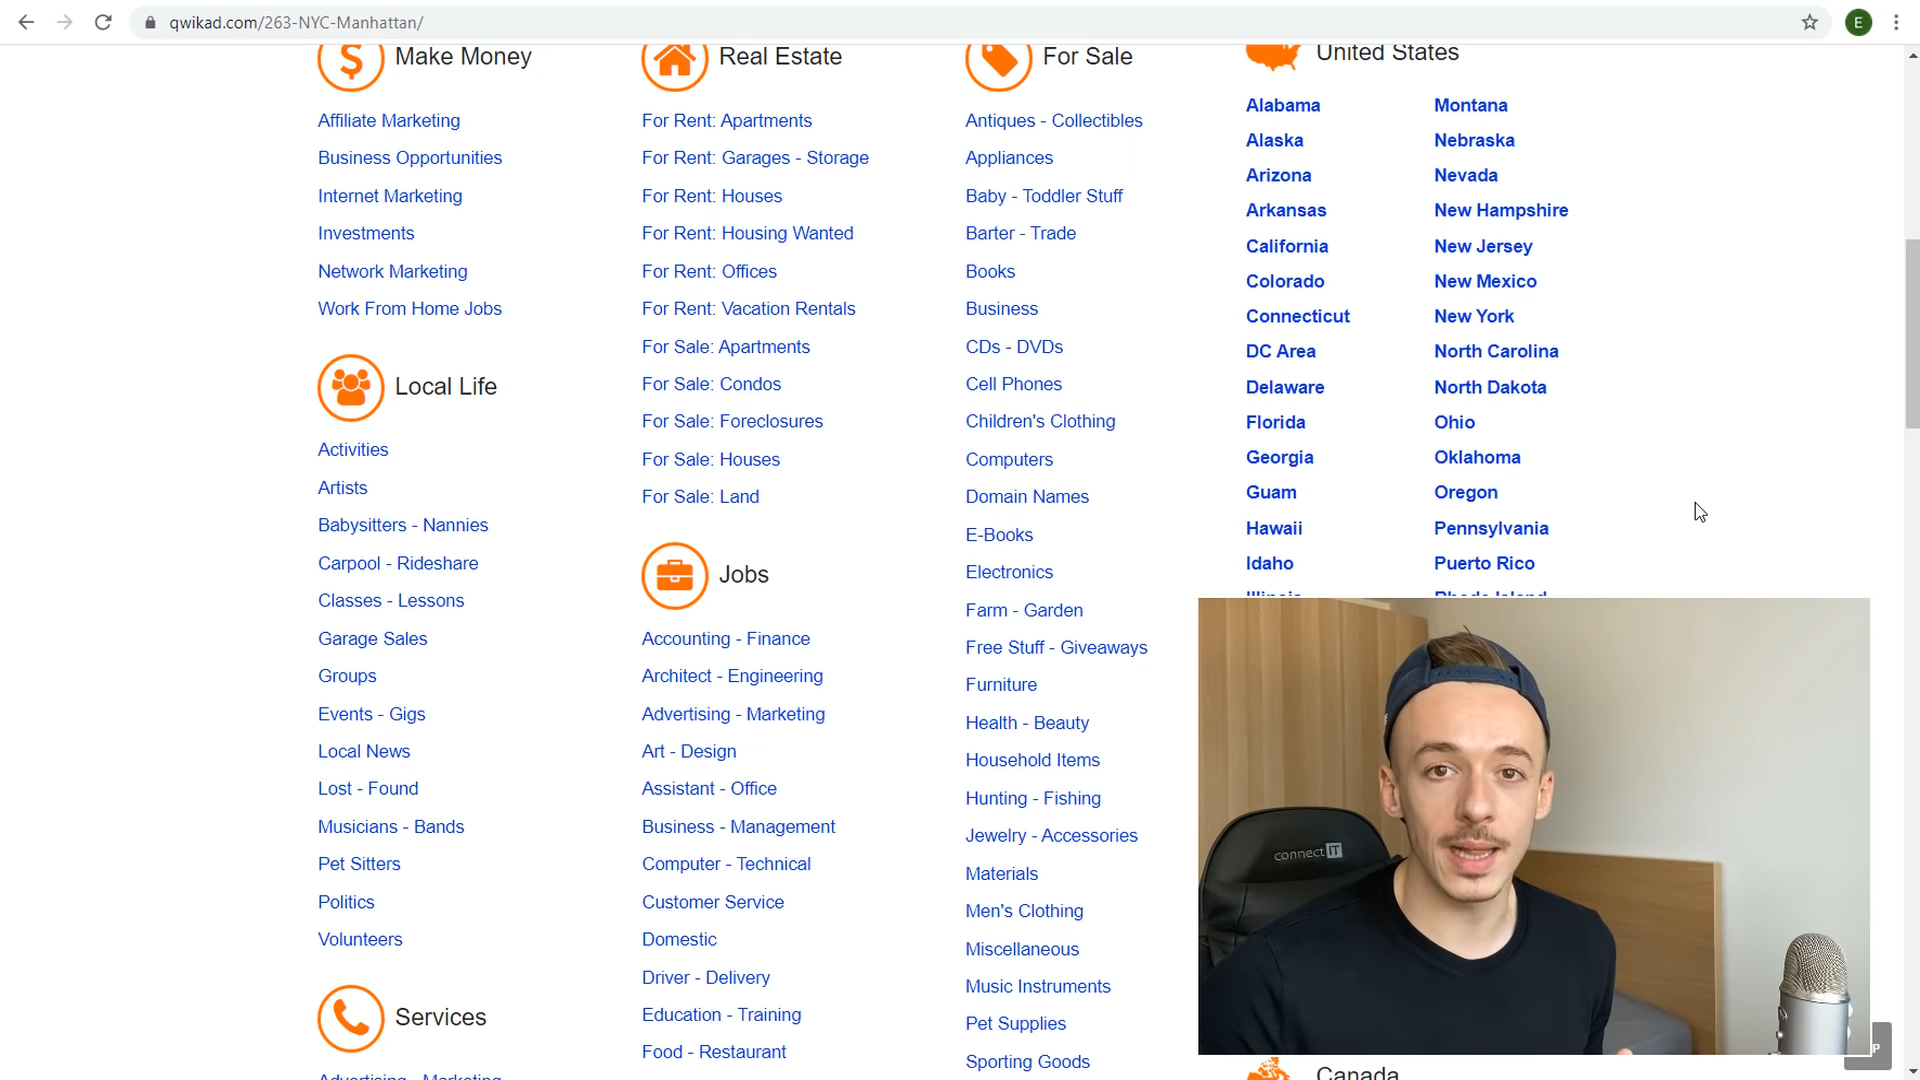 qwikad.com/263-NYC-Manhattan/
E
Make Money
Affiliate Marketing
Business Opportunities
Internet Marketing
Investments
Network Marketing
Work From Home Jobs
Local Life
Activities
Artists
Babysitters - Nannies
Carpool - Rideshare
Classes - Lessons
Garage Sales
Groups
Events - Gigs
Local News
Lost - Found
Musicians - Bands
Pet Sitters
Politics
Volunteers
Services
Advertising - Marketing
Real Estate
For Rent: Apartments
For Rent: Garages - Storage
For Rent: Houses
For Rent: Housing Wanted
For Rent: Offices
For Rent: Vacation Rentals
For Sale: Apartments
For Sale: Condos
For Sale: Foreclosures
For Sale: Houses
For Sale: Land
Jobs
Accounting - Finance
Architect - Engineering
Advertising - Marketing
Art - Design
Assistant - Office
Business - Management
Computer - Technical
Customer Service
Domestic
Driver - Delivery
Education - Training
Food - Restaurant
For Sale
Antiques - Collectibles
Appliances
Baby - Toddler Stuff
Barter - Trade
Books
Business
CDs - DVDs
Cell Phones
Children's Clothing
Computers
Domain Names
E-Books
Electronics
Farm - Garden
Free Stuff - Giveaways
Furniture
Health - Beauty
Household Items
Hunting - Fishing
Jewelry - Accessories
Materials
Men's Clothing
Miscellaneous
Music Instruments
Pet Supplies
Sporting Goods
United States
Alabama
Alaska
Arizona
Arkansas
California
Colorado
Connecticut
DC Area
Delaware
Florida
Georgia
Guam
Hawaii
Idaho
Illinois
Montana
Nebraska
Nevada
New Hampshire
New Jersey
New Mexico
New York
North Carolina
North Dakota
Ohio
Oklahoma
Oregon
Pennsylvania
Puerto Rico
Rhode Island
connect IT
Canada